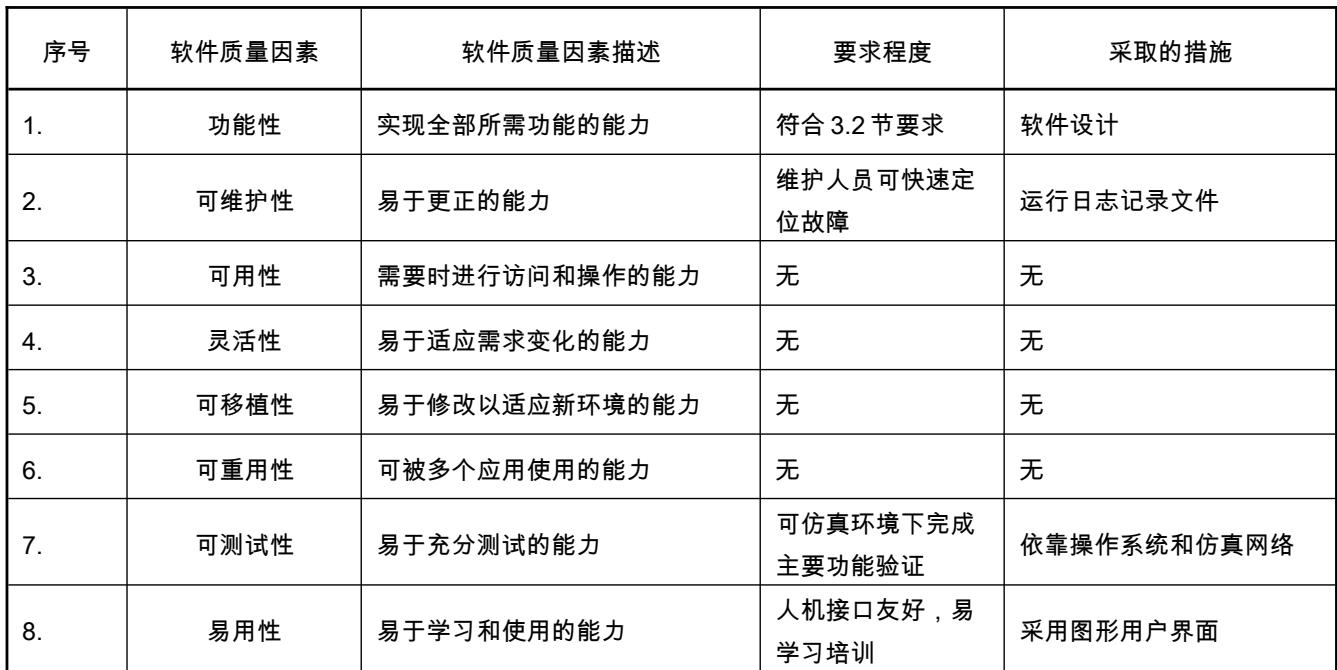 序号 软件质量因素 软件质量因素描述 要求程度 采取的措施
1. 功能性 实现全部所需功能的能力 符合 3.2 节要求 软件设计
2. 可维护性 易于更正的能力 维护人员可快速定
位故障 运行日志记录文件
3. 可用性 需要时进行访问和操作的能力 无 无
4. 灵活性 易于适应需求变化的能力 无 无
5. 可移植性 易于修改以适应新环境的能力 无 无
6. 可重用性 可被多个应用使用的能力 无 无
7. 可测试性 易于充分测试的能力 可仿真环境下完成
主要功能验证 依靠操作系统和仿真网络
8. 易用性 易于学习和使用的能力 人机接口友好，易
学习培训 采用图形用户界面